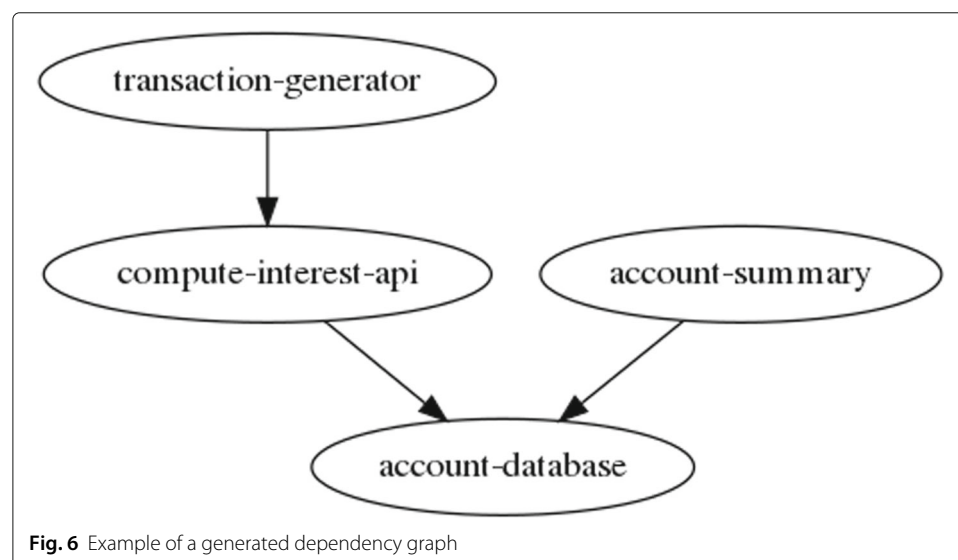 transaction-generator
compute-interest-api
account-summary
account-database
Fig. 6 Example of a generated dependency graph